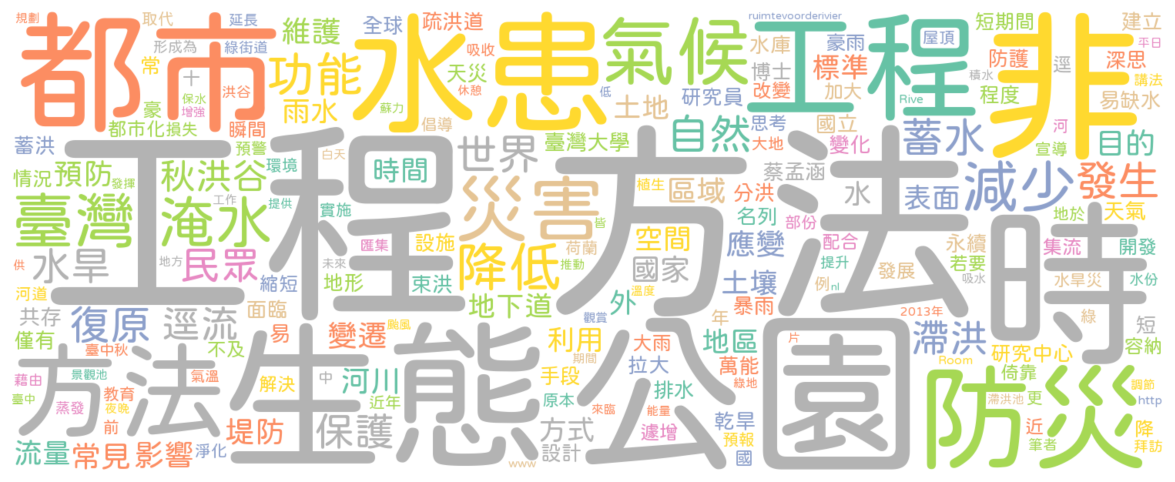 規劃 取代 延長 全球 疏洪道 ruimtevoorderivier 短期間 建立
都市 水患 工程 非
形成為 綠街道 維護 吸收 氣候 水庫 豪雨 屋頂 防護 深思 平日
常 十 功能 天災 休憩 博士 標準 積水 逕 講法
豪 洪谷 保水 增強 雨水 蘇力 低 土地 研究員 改變 加大 Rive 程度 易缺水
都市化 損失 瞬間 倡導 自然 思考 國立 蓄水 河 目的
蓄洪 預警 白天 世界 臺灣大學 大地 變化 宣導
工程方法 時
情況 預防 發揮 秋洪谷 環境 時間 災害 植生 區域 分洪 蔡孟涵 水 表面 減少 發生
臺灣 淹水 工作 提供 實施 皆 名列 部份 地於 天氣
水旱 民眾 匯集 設施 降低 荷蘭 空間 應變 配合 永續 集流 開發
供 地方 未來 縮短 地形 束洪 推動 國家 提升 發展 若要 水旱災 水份
河道 面臨 地下道 溫度 外 土壤 例 nl 吸水
共存 復原 逕流 易 變遷 颱風 觀賞 利用 年 暴雨 2013年 綠 短
僅有 臺中秋 不及 期間 大雨 地區 片 滯洪 研究中心 容納
方法 生態 公園 防災
藉由 景觀池 氣溫 解決 中 河川 手段 拉大 萬能 Room 倚靠 調節
臺中 蒸發 教育 夜晚 近年 原本 來臨 排水 綠地 滯洪池 更 http
前 堤防 保護 方式 能量 遽增 乾旱 近 筆者 降
流量 常見 影響 淨化 www 設計 預報 國 拜訪